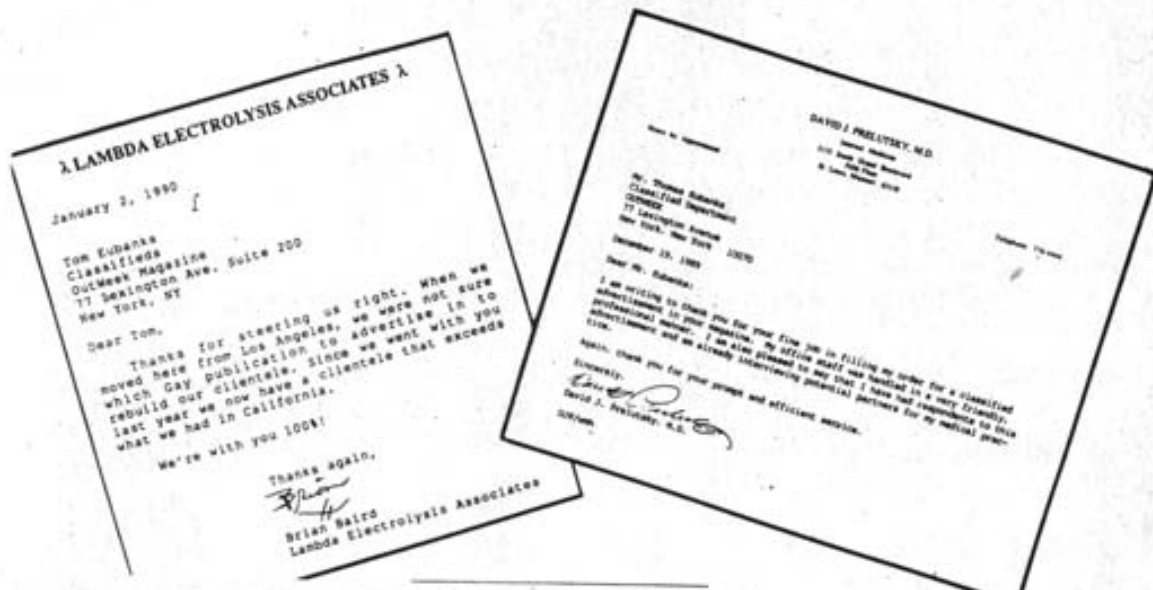 λ LAMBDA ELECTROLYSIS ASSOCIATES λ
January 2, 1990
Tom Eubanks
Classifieds
OutWeek Magazine
77 Lexington Ave. Suite 200
New York, NY
Dear Tom,
Thanks for steering us right. When we
moved here from Los Angeles, we were not sure
which Gay publication to advertise in to
rebuild our clientele. Since we went with you
last year we now have a clientele that exceeds
what we had in California.
We're with you 100%!
Thanks again,
Brian
Brian Baird
Lambda Electrolysis Associates
DAVID J. PRELUTSKY, M.D.
Mr. Thomas Eubanks
Classified Department
OUTWEEK
77 Lexington Avenue
New York, New York
December 19, 1989
Dear Mr. Eubanks:
I am writing to thank you for your fine job in filling my order for a classified
advertisement in your magazine. My office staff was handled in a very friendly,
professional manner. I am also pleased to say that I have had respondents to this
advertisement and am already interviewing potential partners for my medical prac-
tice.
Again, thank you for your prompt and efficient service.
Sincerely,
David J. Prelutsky, M.D.